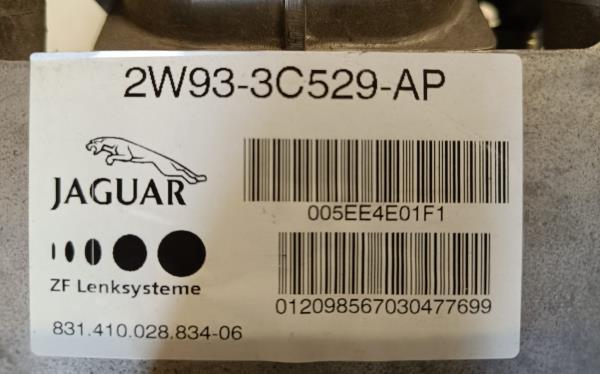 2W93-3C529-AP
JAGUAR
005EE4E01F1
ZF Lenksysteme
012098567030477699
831.410.028.834-06